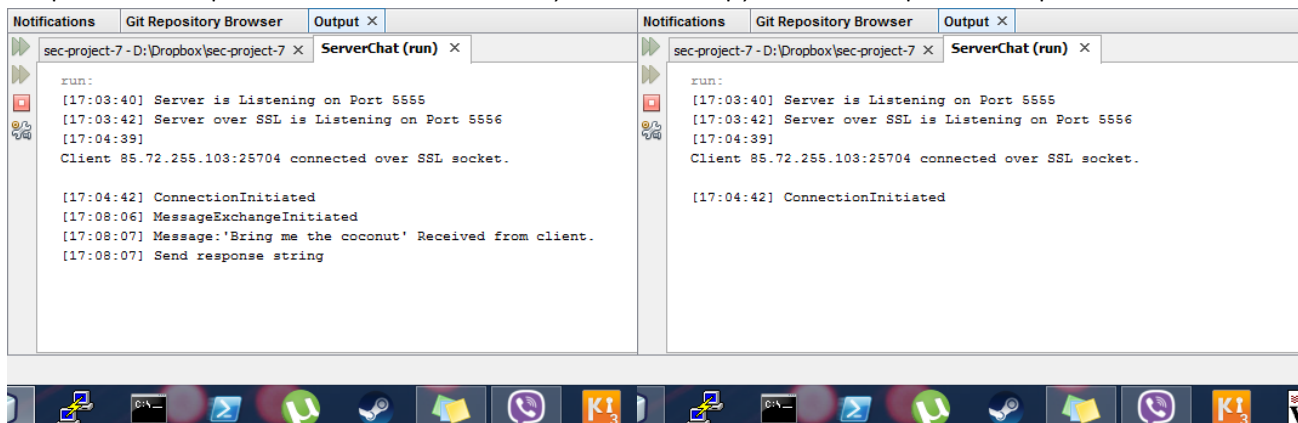 Notifications Git Repository Browser Output ×
sec-project-7 - D:\Dropbox\sec-project-7 × ServerChat (run) ×
run:
[17:03:40] Server is Listening on Port 5555
[17:03:42] Server over SSL is Listening on Port 5556
[17:04:39]
Client 85.72.255.103:25704 connected over SSL socket.
[17:04:42] ConnectionInitiated
[17:08:06] MessageExchangeInitiated
[17:08:07] Message:'Bring me the coconut' Received from client.
[17:08:07] Send response string
Notifications Git Repository Browser Output ×
sec-project-7 - D:\Dropbox\sec-project-7 × ServerChat (run) ×
run:
[17:03:40] Server is Listening on Port 5555
[17:03:42] Server over SSL is Listening on Port 5556
[17:04:39]
Client 85.72.255.103:25704 connected over SSL socket.
[17:04:42] ConnectionInitiated
C:\_
K1
3
C:\_
K1
3